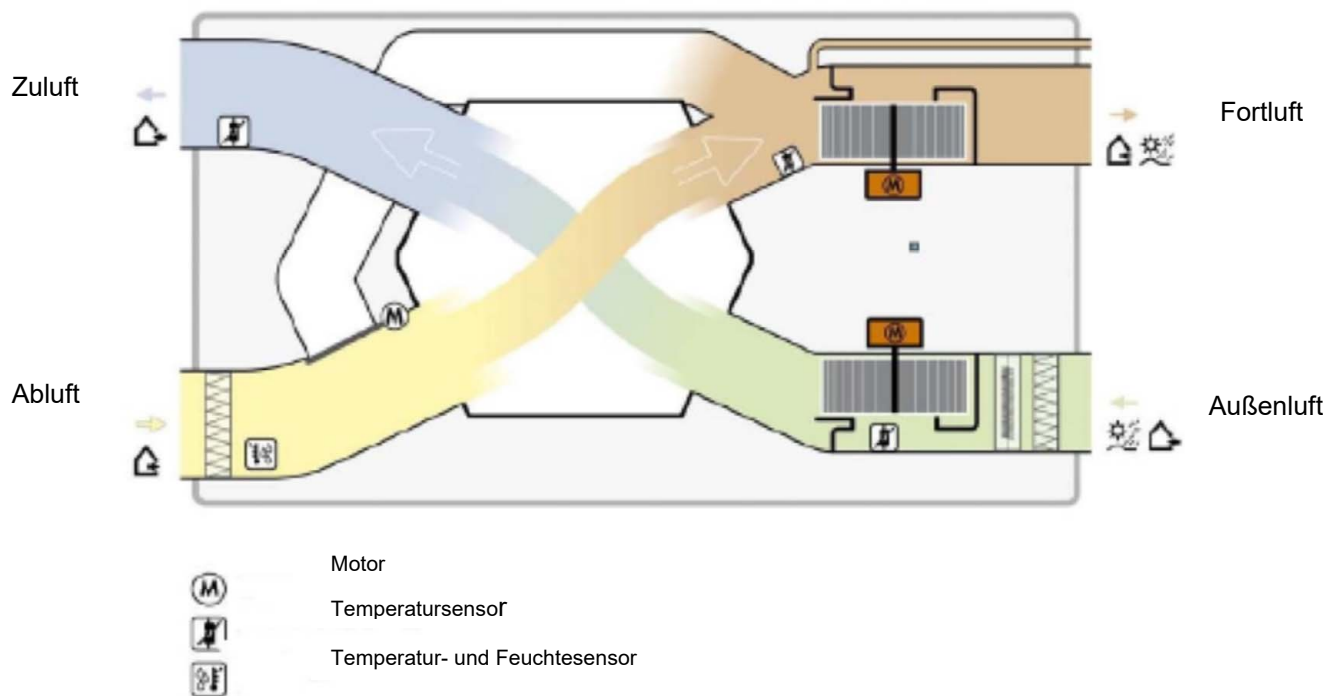 Zuluft
Fortluft
M
M
M
Abluft
Außenluft
M
Motor
Temperatursensor
Temperatur- und Feuchtesensor